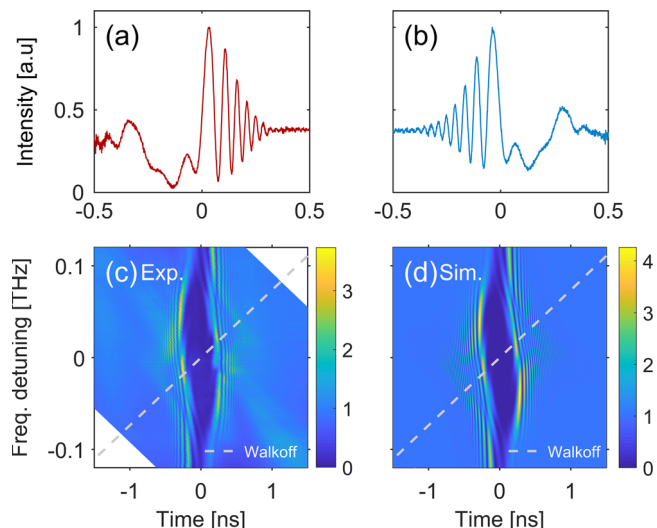 (a)
(b)
Intensity [a.u]
1
0.5
0
-0.5
0
0.5
-0.5
0
0.5
Freq. detuning [THz]
0.1
0
-0.1
(c) Exp.
Walkoff
3
2
1
0
(d) Sim.
Walkoff
4
3
2
1
0
-1
0
1
-1
0
1
Time [ns]
Time [ns]